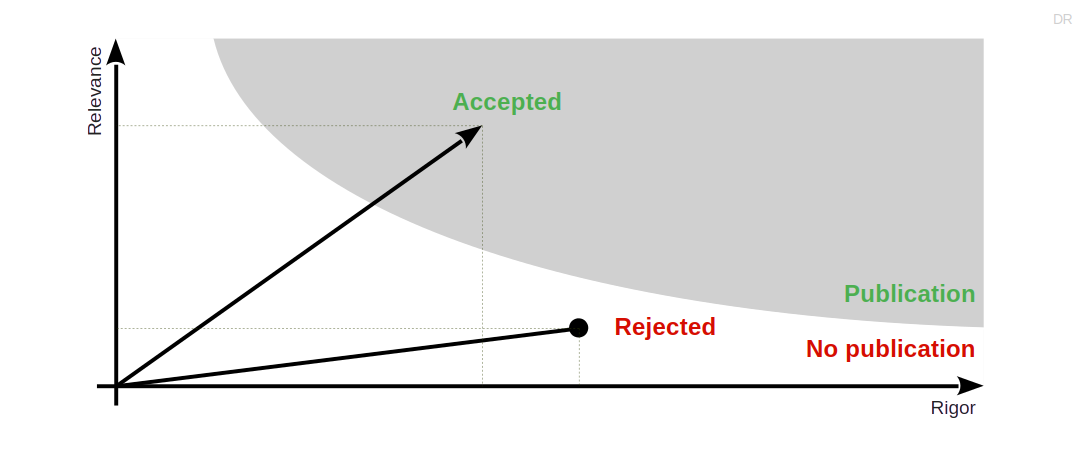 DR
Relevance
Accepted
Publication
Rejected
No publication
Rigor